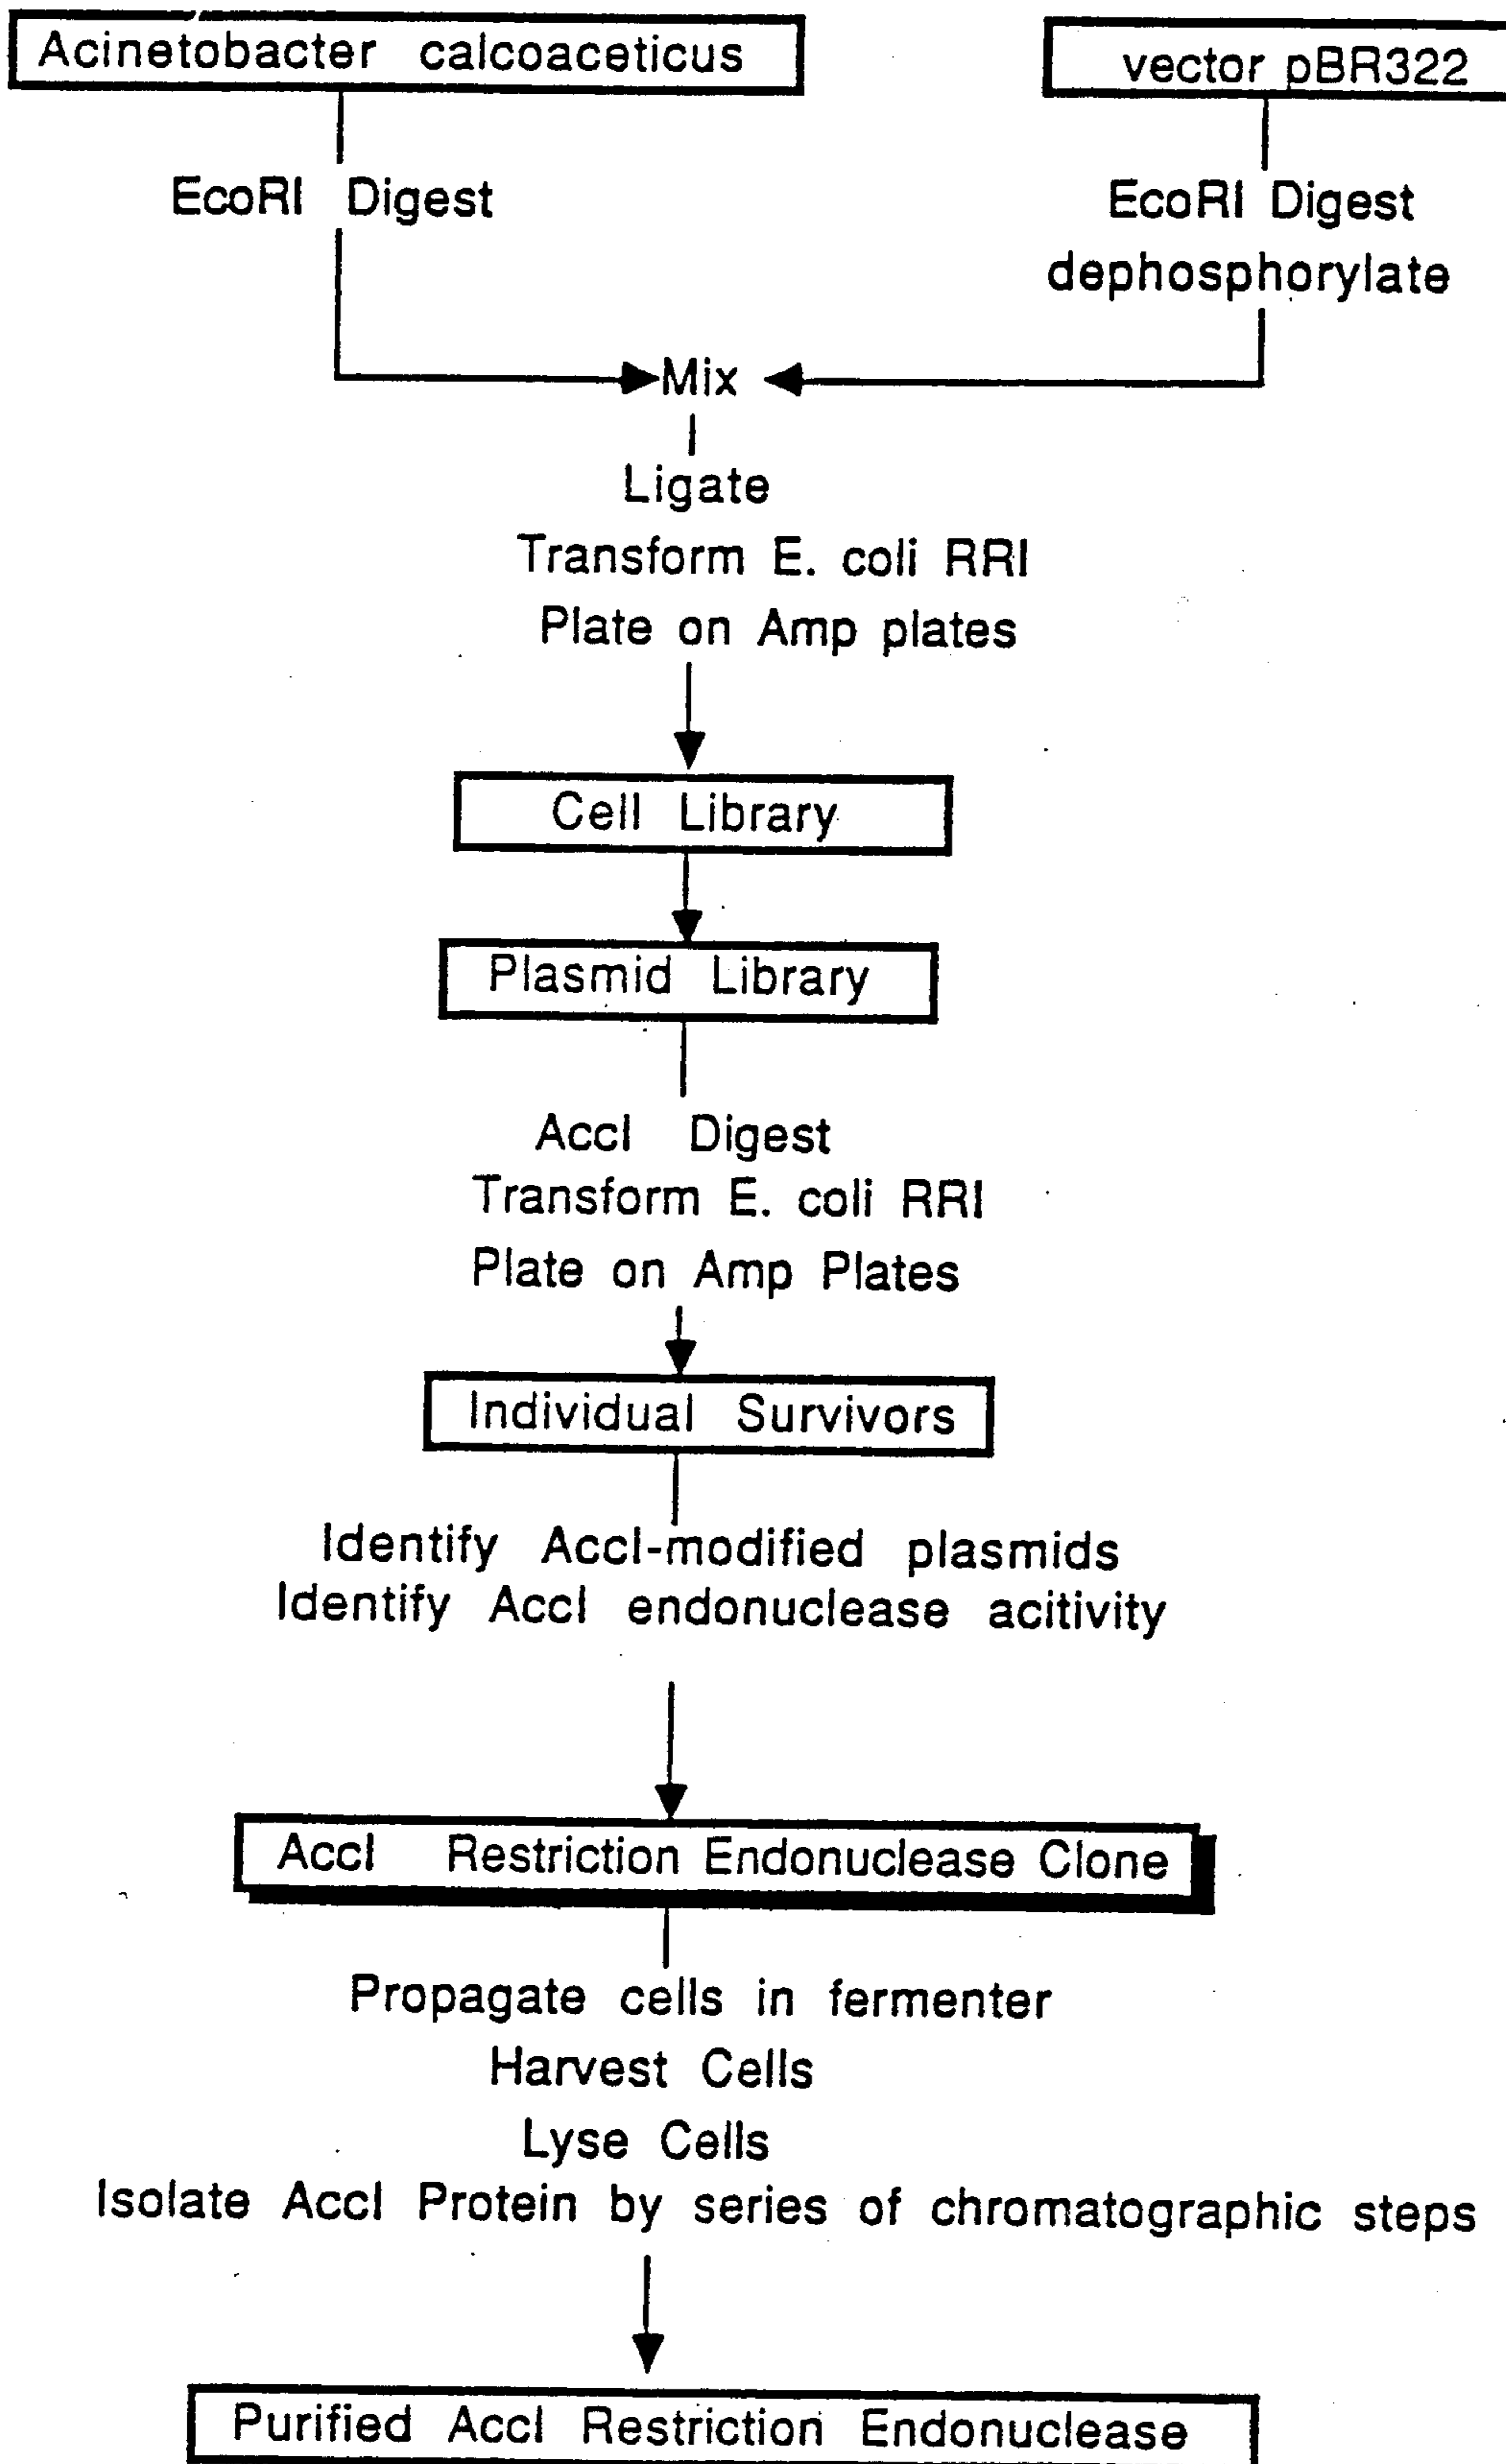 Acinetobacter calcoaceticus
vector pBR322
EcoRI Digest
EcoRI Digest
dephosphorylate
Mix
Ligate
Transform E. coli RRI
Plate on Amp plates
Cell Library
Plasmid Library
AccI Digest
Transform E. coli RRI
Plate on Amp Plates
Individual Survivors
Identify AccI-modified plasmids
Identify AccI endonuclease acitivity
AccI Restriction Endonuclease Clone
Propagate cells in fermenter
Harvest Cells
Lyse Cells
Isolate AccI Protein by series of chromatographic steps
Purified AccI Restriction Endonuclease